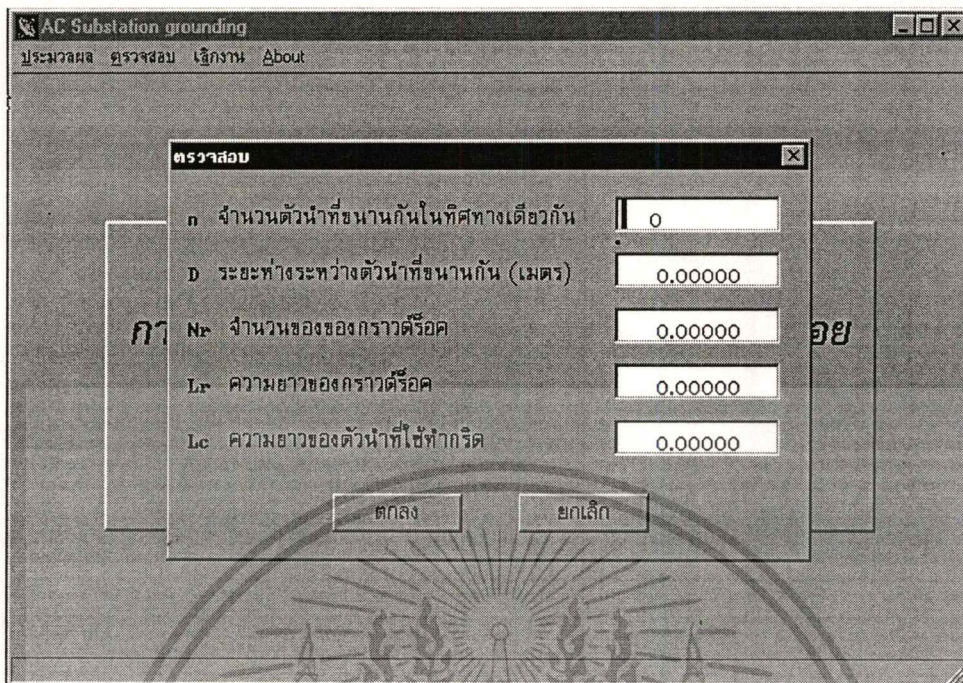 AC Substation grounding
ประมวลผล ตรวจสอบ เลิกงาน About
ตรวจสอบ
n จำนวนตัวนำที่ขนานกันในทิศทางเดียวกัน 0
D ระยะห่างระหว่างตัวนำที่ขนานกัน (เมตร) 0.00000
กา อย
Nr จำนวนของของกราวด์ร็อค 0.00000
Lr ความยาวของกราวด์ร็อค 0.00000
Lc ความยาวของตัวนำที่ใช้ทำกริด 0.00000
ตกลง ยกเลิก